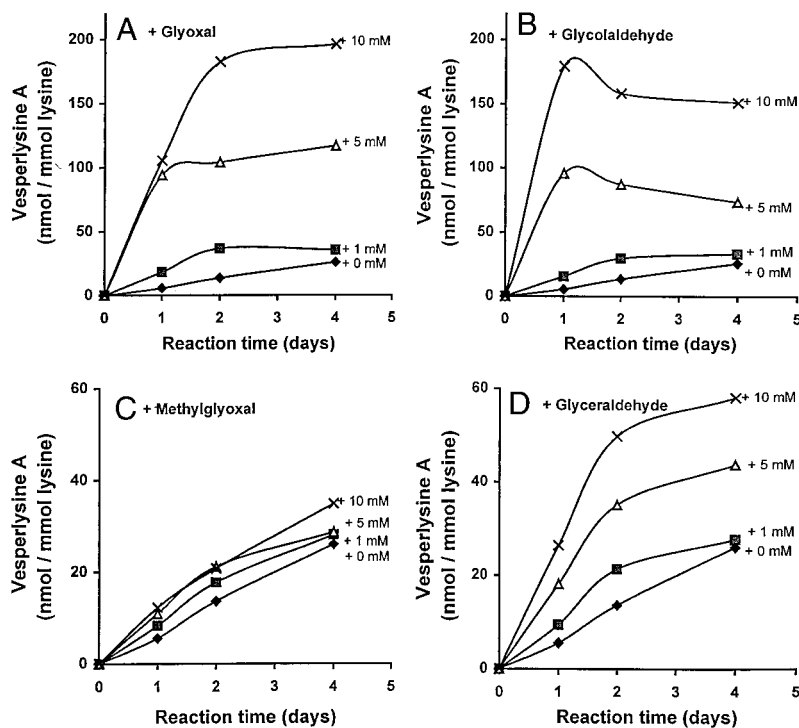 A + Glyoxal
Vesperlysine A
(nmol / mmol lysine)
200
150
100
50
0
+ 10 mM
+ 5 mM
+ 1 mM
+ 0 mM
0 1 2 3 4 5
Reaction time (days)
B + Glycolaldehyde
Vesperlysine A
(nmol / mmol lysine)
200
150
100
50
0
+ 10 mM
+ 5 mM
+ 1 mM
+ 0 mM
0 1 2 3 4 5
Reaction time (days)
C + Methylglyoxal
Vesperlysine A
(nmol / mmol lysine)
60
40
20
0
+ 10 mM
+ 5 mM
+ 1 mM
+ 0 mM
0 1 2 3 4 5
Reaction time (days)
D + Glyceraldehyde
Vesperlysine A
(nmol / mmol lysine)
60
40
20
0
+ 10 mM
+ 5 mM
+ 1 mM
+ 0 mM
0 1 2 3 4 5
Reaction time (days)